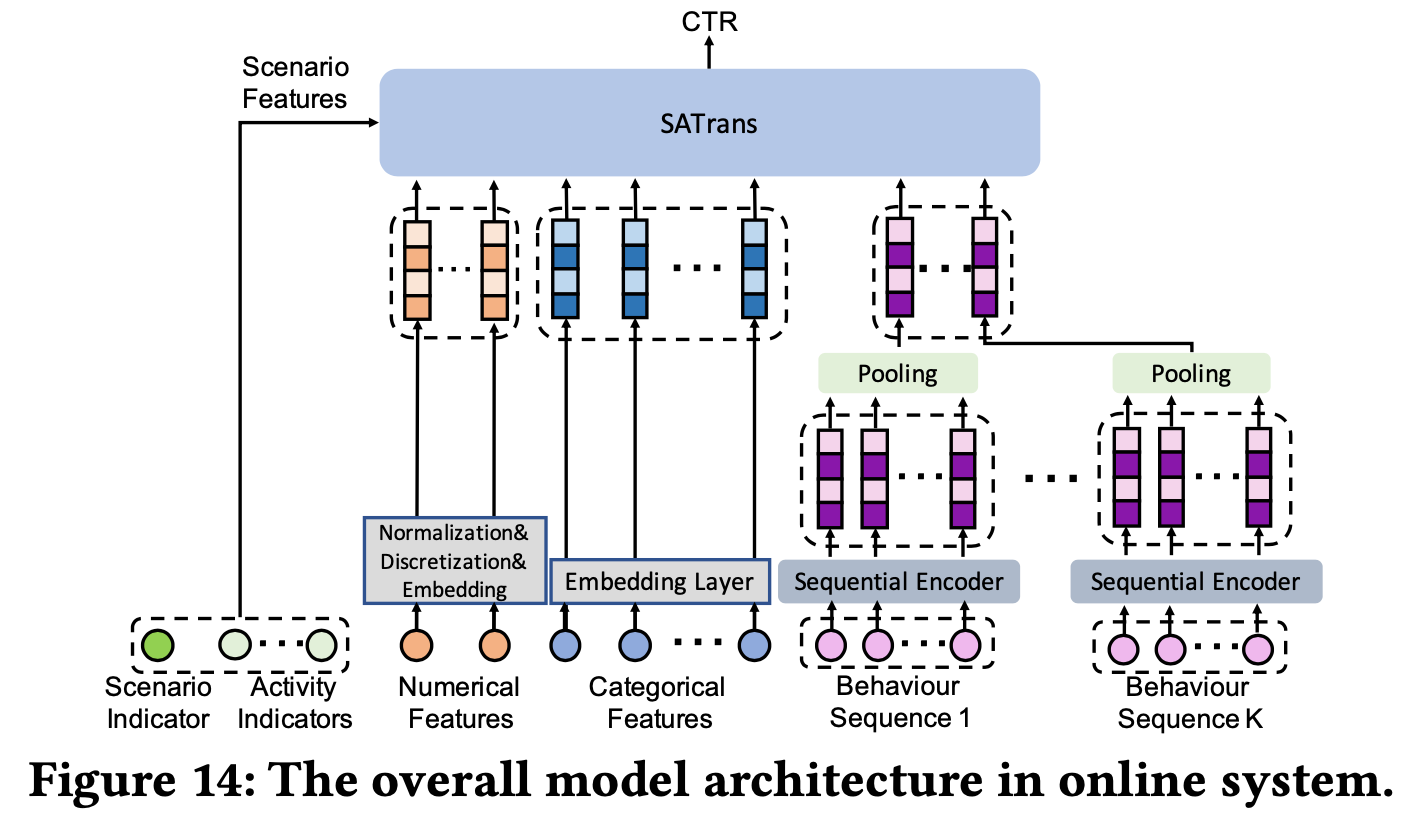 CTR
Scenario
Features
SATrans
Pooling
Pooling
Normalization&
Discretization&
Embedding
Embedding Layer
Sequential Encoder
Sequential Encoder
Scenario
Indicator
Activity
Indicators
Numerical
Features
Categorical
Features
Behaviour
Sequence 1
Behaviour
Sequence K
Figure 14: The overall model architecture in online system.